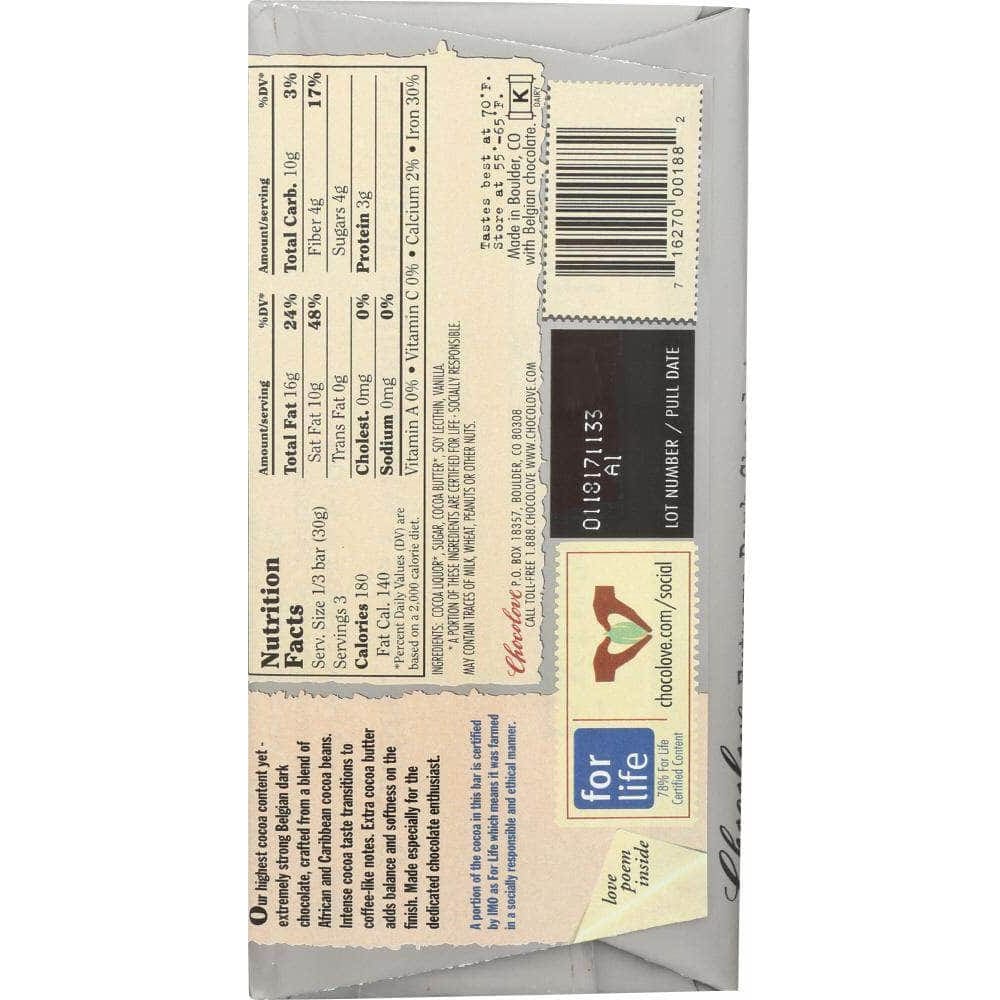 Our highest cocoa content yet -
extremely strong Belgian dark
chocolate, crafted from a blend of
African and Caribbean cocoa beans.
Intense cocoa taste transitions to
coffee-like notes. Extra cocoa butter
adds balance and softness on the
finish. Made especially for the
dedicated chocolate enthusiast.
A portion of the cocoa in this bar is certified
by IMO as For Life which means it was farmed
in a socially responsible and ethical manner.
love
poem
inside
Nutrition
Facts
Serv. Size 1/3 bar (30g)
Servings 3
Calories 180
Fat Cal. 140
*Percent Daily Values (DV) are
based on a 2,000 calorie diet.
Amount/serving %DV* Amount/serving %DV*
Total Fat 16g 24% Total Carb. 10g 3%
Sat Fat 10g 48% Fiber 4g 17%
Trans Fat 0g Sugars 4g
Cholest. 0mg 0% Protein 3g
Sodium 0mg 0%
Vitamin A 0% • Vitamin C 0% • Calcium 2% • Iron 30%
INGREDIENTS: COCOA LIQUOR*, SUGAR, COCOA BUTTER*, SOY LECITHIN, VANILLA.
* A PORTION OF THESE INGREDIENTS ARE CERTIFIED FOR LIFE - SOCIALLY RESPONSIBLE.
MAY CONTAIN TRACES OF MILK, WHEAT, PEANUTS OR OTHER NUTS.
Chocolove P.O. BOX 18357, BOULDER, CO 80308
CALL TOLL-FREE 1.888.CHOCOLOVE WWW.CHOCOLOVE.COM
Tastes best at 70°F.
Store at 55°-65°F.
Made in Boulder, CO
with Belgian chocolate.
K
DAIRY
for
life
78% For Life
Certified Content
chocolove.com/social
0118171133
A1
LOT NUMBER / PULL DATE
7 16270 00188 2